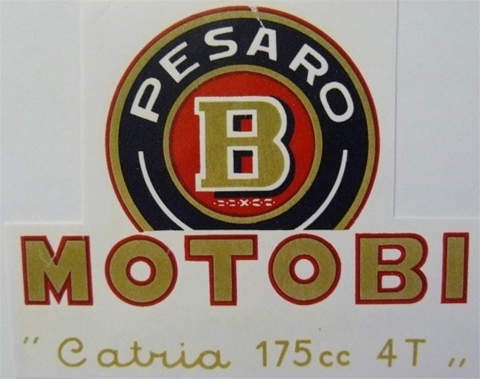 PESARO
B
MOTOBI
"Catria 175cc 4T"